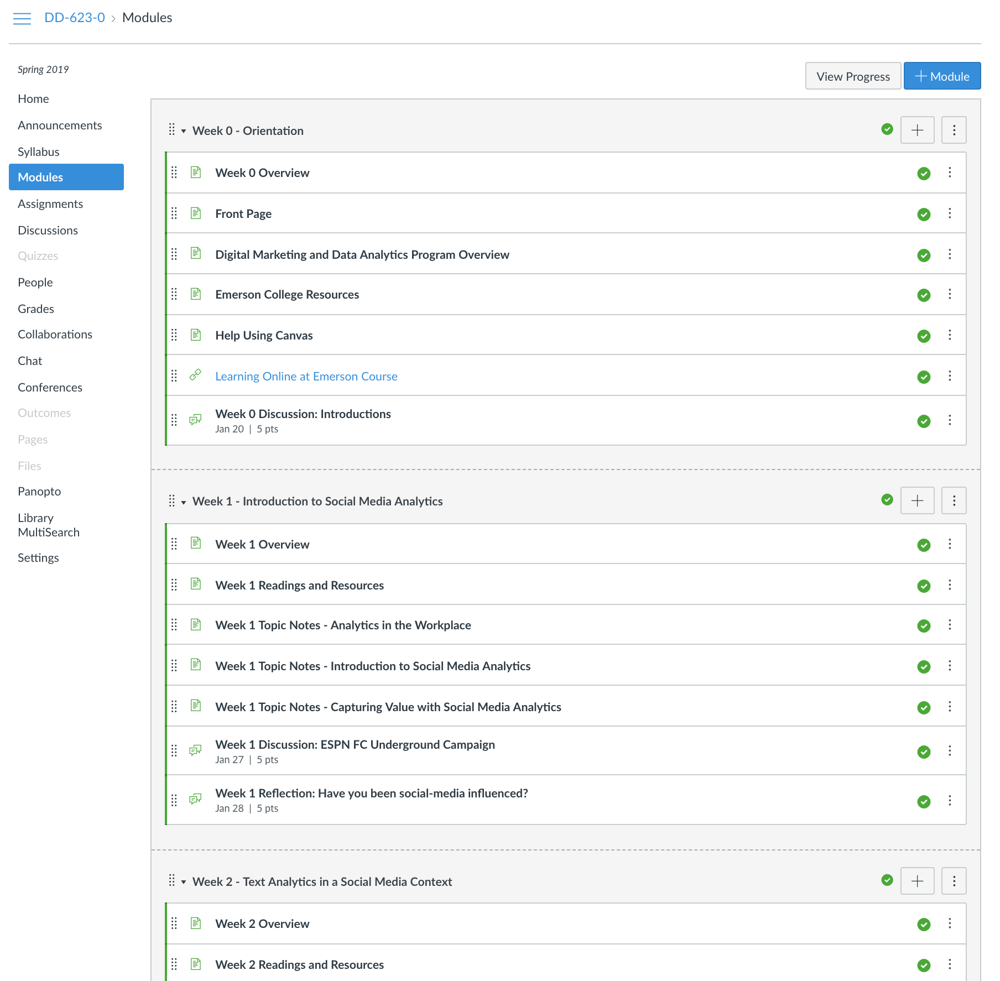 DD-623-0 › Modules
Spring 2019
Home
Announcements
Syllabus
Modules
Assignments
Discussions
Quizzes
People
Grades
Collaborations
Chat
Conferences
Outcomes
Pages
Files
Panopto
Library
MultiSearch
Settings
View Progress
+ Module
Week 0 - Orientation
Week 0 Overview
Front Page
Digital Marketing and Data Analytics Program Overview
Emerson College Resources
Help Using Canvas
Learning Online at Emerson Course
Week 0 Discussion: Introductions
Jan 20 | 5 pts
Week 1 - Introduction to Social Media Analytics
Week 1 Overview
Week 1 Readings and Resources
Week 1 Topic Notes - Analytics in the Workplace
Week 1 Topic Notes - Introduction to Social Media Analytics
Week 1 Topic Notes - Capturing Value with Social Media Analytics
Week 1 Discussion: ESPN FC Underground Campaign
Jan 27 | 5 pts
Week 1 Reflection: Have you been social-media influenced?
Jan 28 | 5 pts
Week 2 - Text Analytics in a Social Media Context
Week 2 Overview
Week 2 Readings and Resources